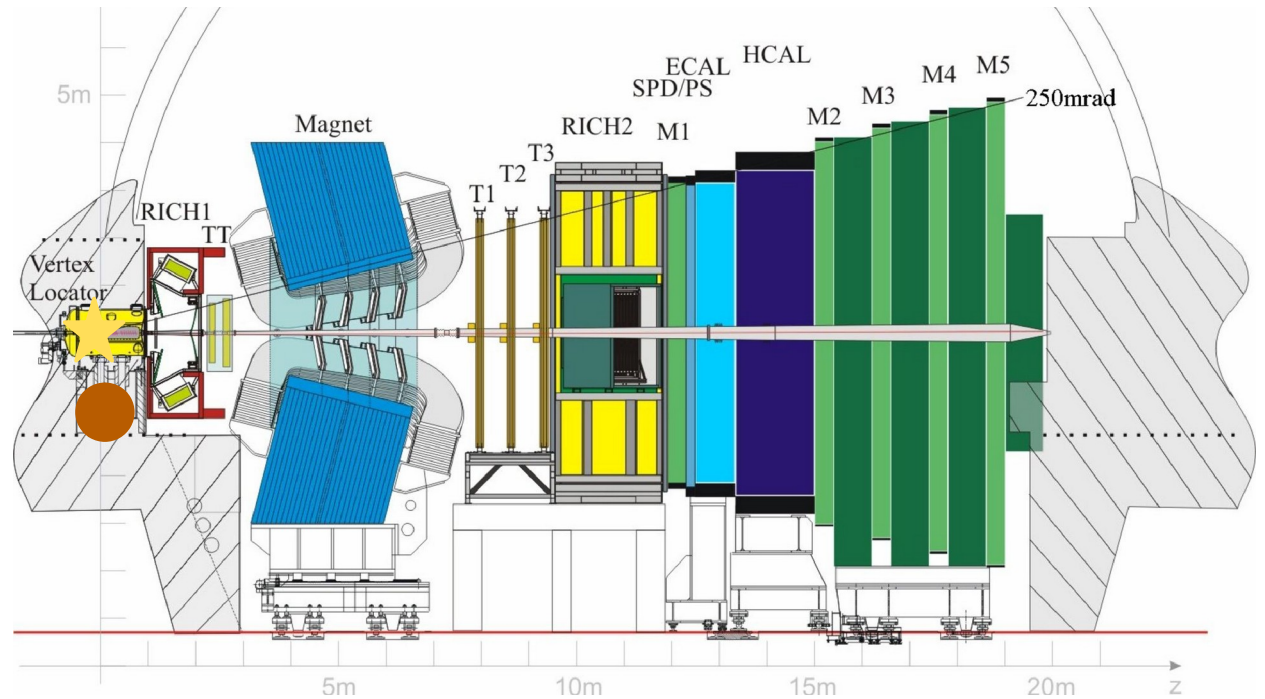 HCAL
ECAL
SPD/PS
M5
M4
M3
M2
250mrad
5m
Magnet
RICH2
M1
T3
T2
T1
RICH1
TT
Vertex
Locator
5m
10m
15m
20m
z